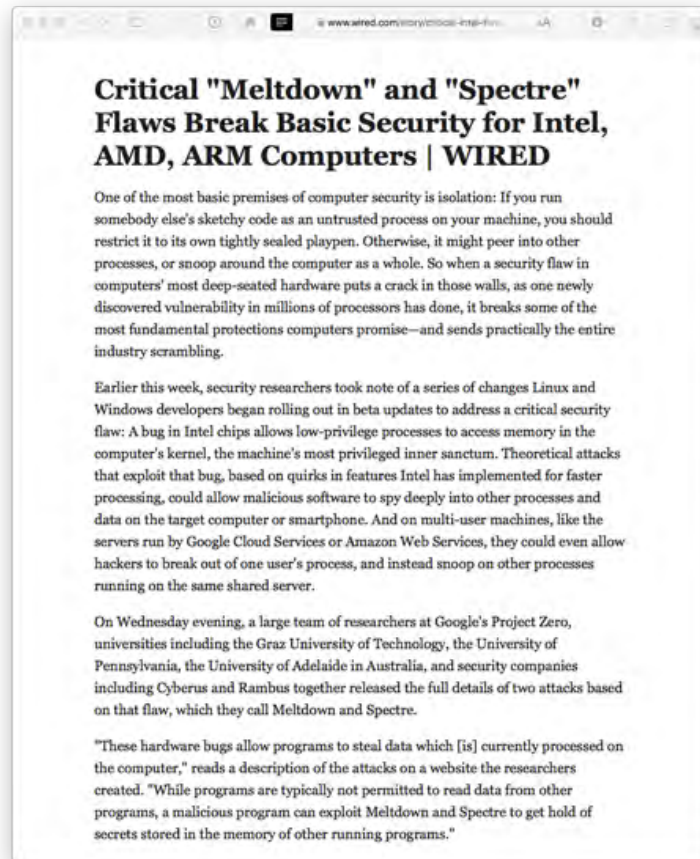 www.wired.com/story/critical-intel-
Critical "Meltdown" and "Spectre"
Flaws Break Basic Security for Intel,
AMD, ARM Computers | WIRED
One of the most basic premises of computer security is isolation: If you run
somebody else's sketchy code as an untrusted process on your machine, you should
restrict it to its own tightly sealed playpen. Otherwise, it might peer into other
processes, or snoop around the computer as a whole. So when a security flaw in
computers' most deep-seated hardware puts a crack in those walls, as one newly
discovered vulnerability in millions of processors has done, it breaks some of the
most fundamental protections computers promise—and sends practically the entire
industry scrambling.
Earlier this week, security researchers took note of a series of changes Linux and
Windows developers began rolling out in beta updates to address a critical security
flaw: A bug in Intel chips allows low-privilege processes to access memory in the
computer's kernel, the machine's most privileged inner sanctum. Theoretical attacks
that exploit that bug, based on quirks in features Intel has implemented for faster
processing, could allow malicious software to spy deeply into other processes and
data on the target computer or smartphone. And on multi-user machines, like the
servers run by Google Cloud Services or Amazon Web Services, they could even allow
hackers to break out of one user's process, and instead snoop on other processes
running on the same shared server.
On Wednesday evening, a large team of researchers at Google's Project Zero,
universities including the Graz University of Technology, the University of
Pennsylvania, the University of Adelaide in Australia, and security companies
including Cyberus and Rambus together released the full details of two attacks based
on that flaw, which they call Meltdown and Spectre.
"These hardware bugs allow programs to steal data which [is] currently processed on
the computer," reads a description of the attacks on a website the researchers
created. "While programs are typically not permitted to read data from other
programs, a malicious program can exploit Meltdown and Spectre to get hold of
secrets stored in the memory of other running programs."